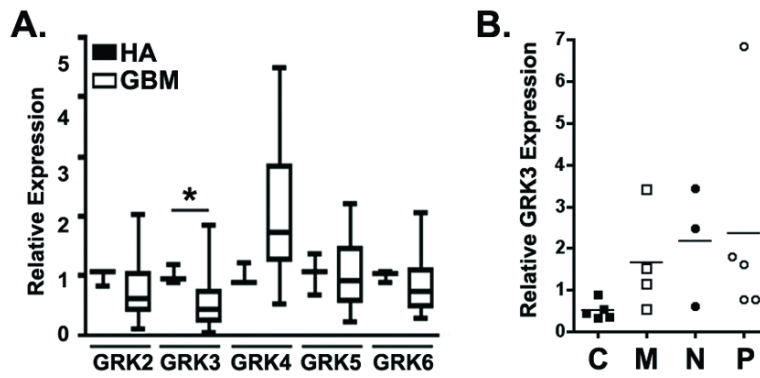 A.
HA
GBM
Relative Expression
5
4
3
2
1
0
*
GRK2 GRK3 GRK4 GRK5 GRK6
B.
Relative GRK3 Expression
7
6
5
4
3
2
1
0
C M N P